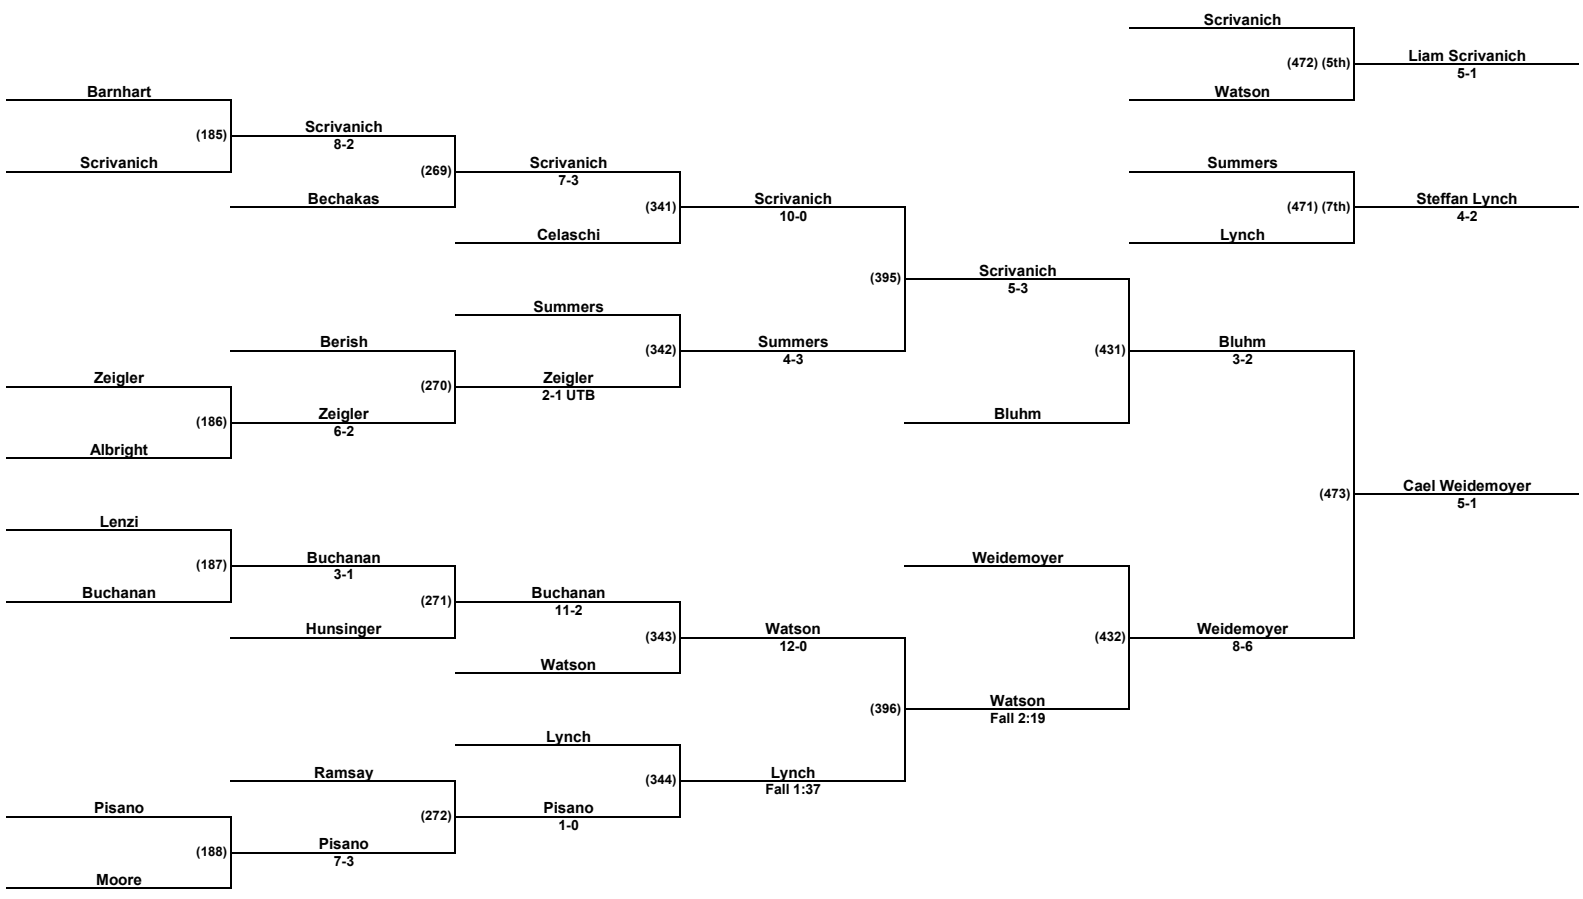 Scrivanich
(472) (5th)
Liam Scrivanich
5-1
Watson
Barnhart
(185)
Scrivanich
8-2
Scrivanich
(269)
Scrivanich
7-3
Bechakas
(341)
Scrivanich
10-0
Celaschi
Summers
(471) (7th)
Steffan Lynch
4-2
Lynch
(395)
Scrivanich
5-3
Summers
Berish
(342)
Summers
4-3
(431)
Bluhm
3-2
Zeigler
(270)
Zeigler
2-1 UTB
(186)
Zeigler
6-2
Bluhm
Albright
(473)
Cael Weidemoyer
5-1
Lenzi
(187)
Buchanan
3-1
Weidemoyer
Buchanan
(271)
Buchanan
11-2
Hunsinger
(343)
Watson
12-0
(432)
Weidemoyer
8-6
Watson
(396)
Watson
Fall 2:19
Lynch
Ramsay
(344)
Lynch
Fall 1:37
Pisano
(272)
Pisano
1-0
(188)
Pisano
7-3
Moore